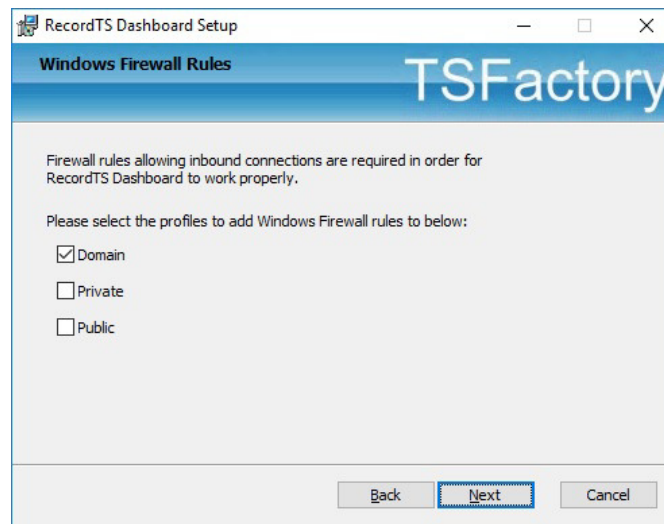 RecordTS Dashboard Setup
Windows Firewall Rules
TSFactory
Firewall rules allowing inbound connections are required in order for
RecordTS Dashboard to work properly.
Please select the profiles to add Windows Firewall rules to below:
Domain
Private
Public
Back Next Cancel